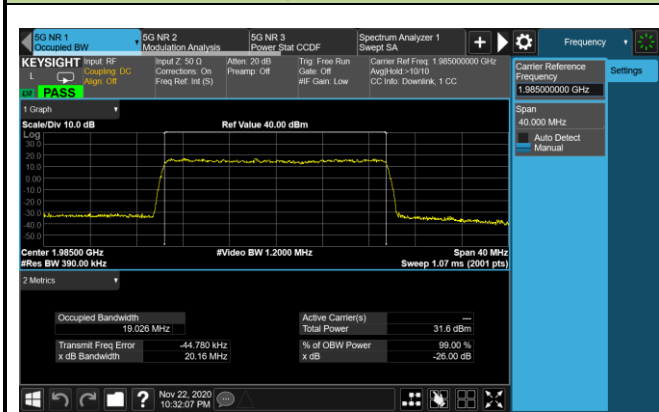 5G NR 1
Occupied BW
5G NR 2
Modulation Analysis
5G NR 3
Power Stat CCDF
Spectrum Analyzer 1
Swept SA
Frequency
KEYSIGHT
L
Input: RF
Coupling: DC
Align: Off
Input Z: 50 Ω
Corrections: On
Freq Ref: Int (S)
Atten: 20 dB
Preamp: Off
Trig: Free Run
Gate: Off
#IF Gain: Low
Carrier Ref Freq: 1.985000000 GHz
Avg|Hold:>10/10
CC Info: Downlink, 1 CC
PASS
Carrier Reference
Frequency
1.985000000 GHz
Settings
Span
40.000 MHz
Auto Detect
Manual
1 Graph
Scale/Div 10.0 dB
Ref Value 40.00 dBm
Log
30.0
20.0
10.0
0.00
-10.0
-20.0
-30.0
-40.0
-50.0
Center 1.98500 GHz
#Video BW 1.2000 MHz
Span 40 MHz
#Res BW 390.00 kHz
Sweep 1.07 ms (2001 pts)
2 Metrics
Occupied Bandwidth
19.026 MHz
Active Carrier(s)
---
Total Power
31.6 dBm
Transmit Freq Error
-44.780 kHz
% of OBW Power
99.00 %
x dB Bandwidth
20.16 MHz
x dB
-26.00 dB
?
Nov 22, 2020
10:32:07 PM